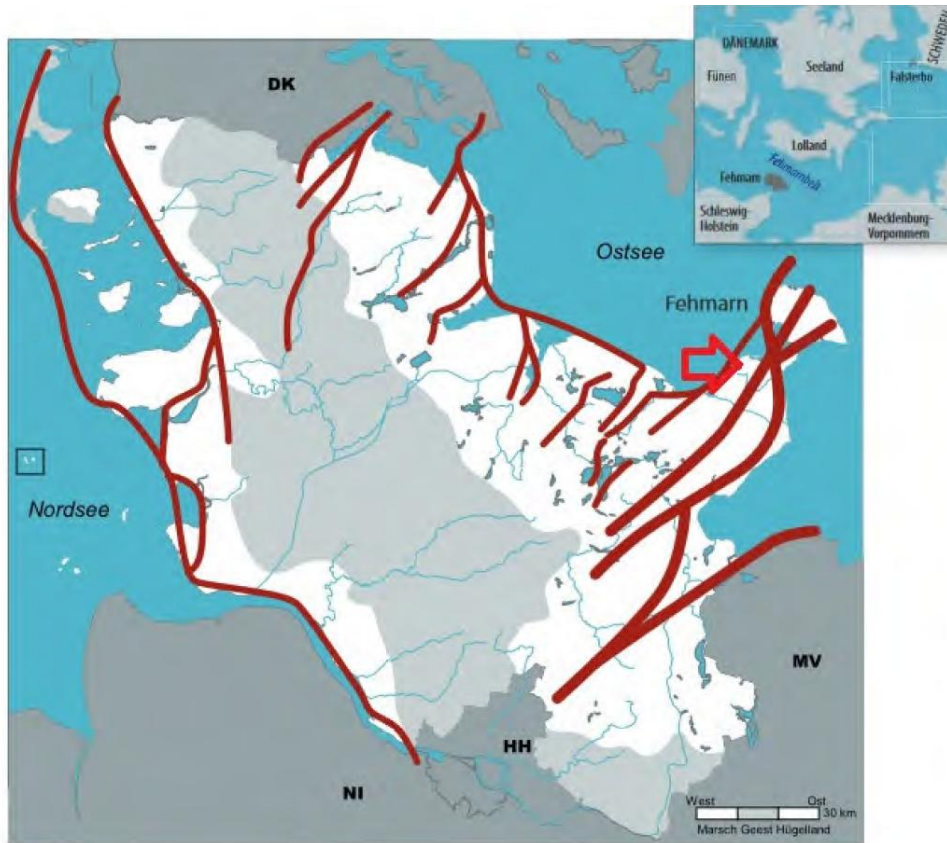 DK
DÄNEMARK
SCHWEDEN
Fünen
Seeland
Falsterbo
Lolland
Fehmarn
Fehmarnbelt
Schleswig-
Holstein
Mecklenburg-
Vorpommern
Ostsee
Fehmarn
Nordsee
MV
HH
NI
West
Ost
30 km
Marsch Geest Hügelland